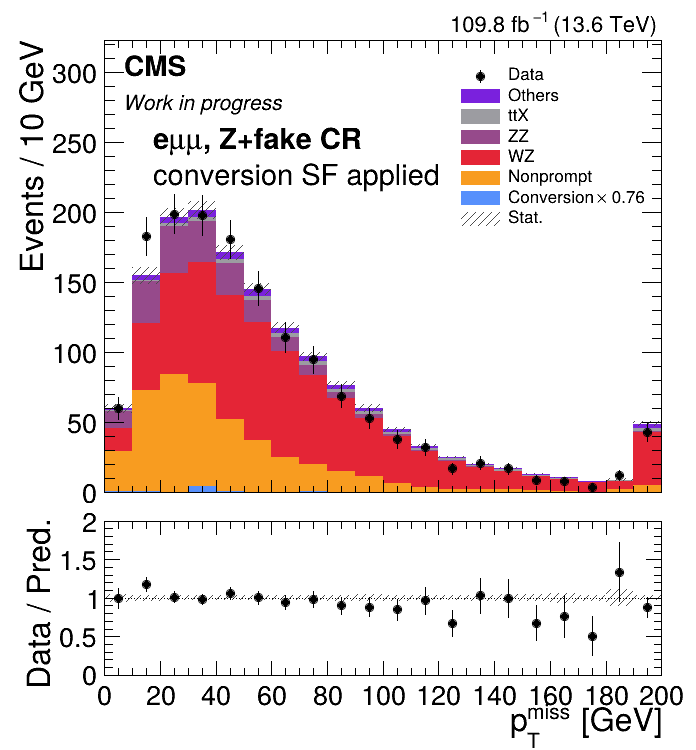 109.8 fb⁻¹ (13.6 TeV)
Events / 10 GeV
300
250
200
150
100
50
0
CMS
Work in progress
eμμ, Z+fake CR
conversion SF applied
Data
Others
ttX
ZZ
WZ
Nonprompt
Conversion × 0.76
Stat.
Data / Pred.
2
1.5
1
0.5
0
0 20 40 60 80 100 120 140 160 180 200
p_T^miss [GeV]